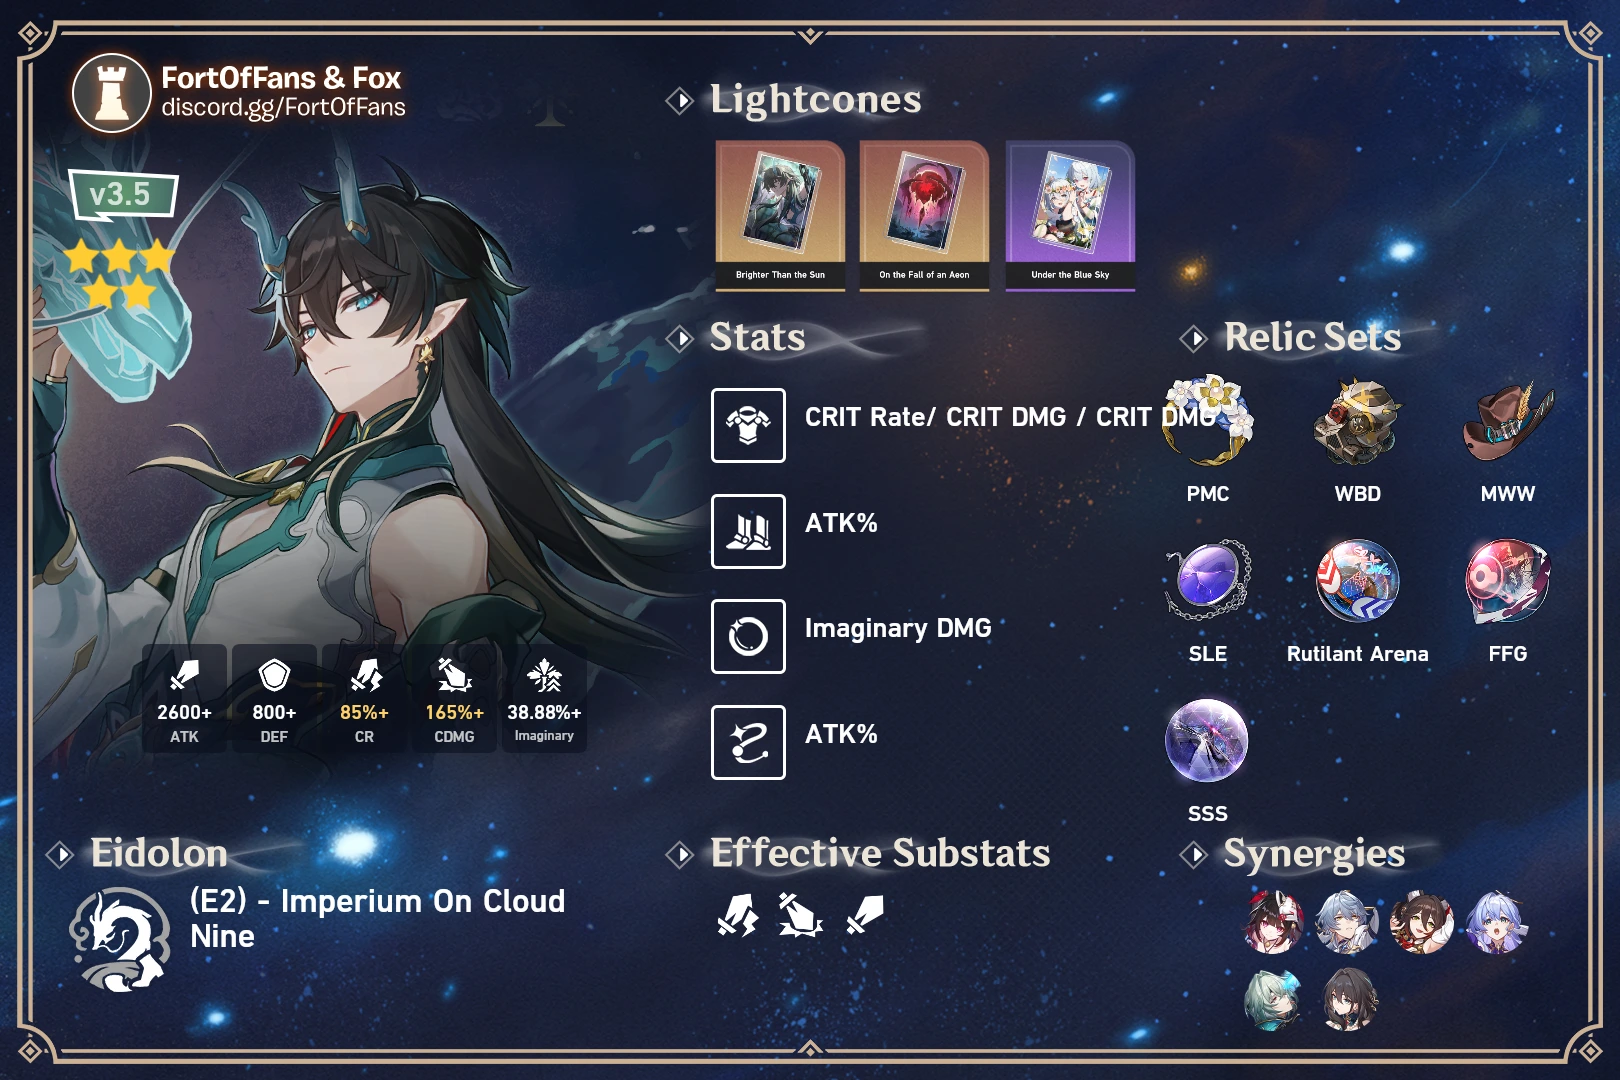 FortOfFans & Fox
discord.gg/FortOfFans
v3.5
Lightcones
Brighter Than the Sun
On the Fall of an Aeon
Under the Blue Sky
Stats
CRIT Rate/ CRIT DMG / CRIT DMG
ATK%
Imaginary DMG
ATK%
Relic Sets
PMC
WBD
MWW
SLE
Rutilant Arena
FFG
SSS
2600+
ATK
800+
DEF
85%+
CR
165%+
CDMG
38.88%+
Imaginary
Eidolon
(E2) - Imperium On Cloud
Nine
Effective Substats
Synergies